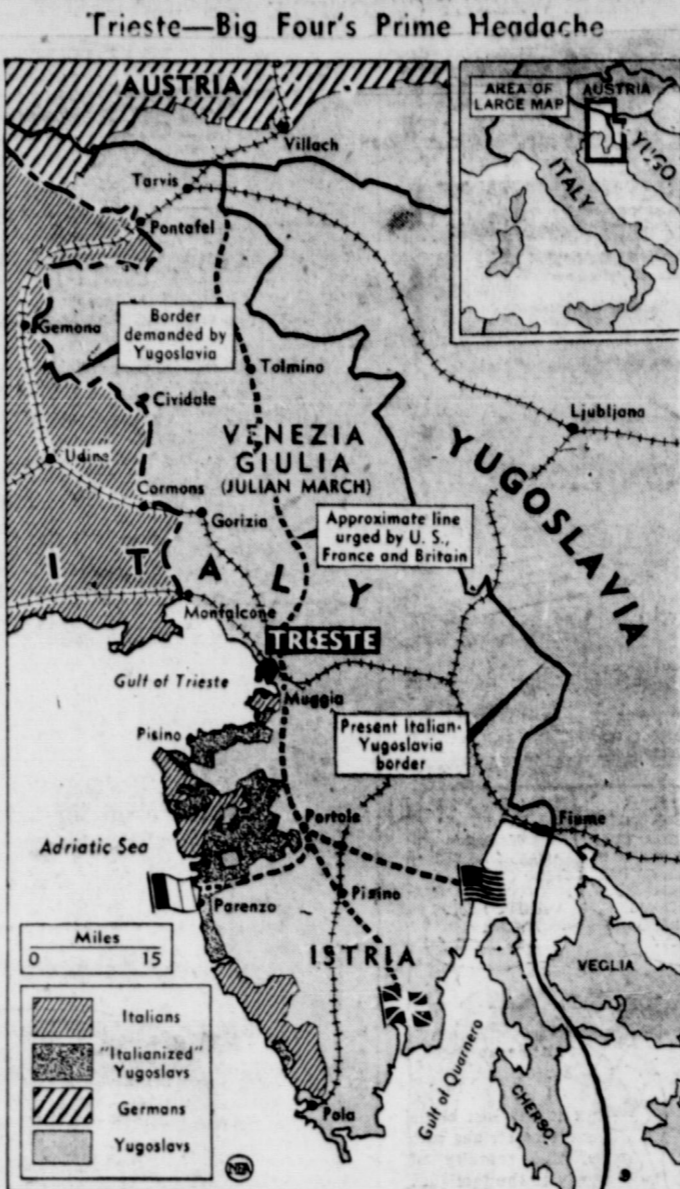 Trieste—Big Four's Prime Headache
AUSTRIA
AREA OF
LARGE MAP
AUSTRIA
YUGO
ITALY
Villach
Tarvis
Pontafel
Gemona
Border
demanded by
Yugoslavia
Tolmino
Cividale
Ljubljana
VENEZIA
GIULIA
(JULIAN MARCH)
YUGOSLAVIA
Udine
Cormons
Gorizia
Approximate line
urged by U. S.,
France and Britain
ITALY
Monfalcone
TRIESTE
Gulf of Trieste
Muggia
Pisino
Present Italian-
Yugoslavia
border
Portole
Fiume
Adriatic Sea
Pisino
Parenzo
Miles
0 15
ISTRIA
VEGLIA
Italians
"Italianized"
Yugoslavs
Germans
Yugoslavs
Gulf of Quarnero
CHERSO
Pola
NEA
9